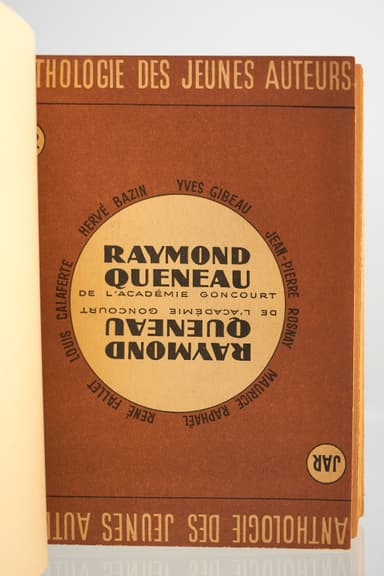 THOLOGIE DES JEUNES AUTEURS
HERVÉ BAZIN
YVES GIBEAU
JEAN-PIERRE ROSNAY
MAURICE RAPHAËL
RENÉ FALLET
LOUIS CALAFERTE
RAYMOND
QUENEAU
DE L'ACADÉMIE GONCOURT
DE L'ACADÉMIE GONCOURT
QUENEAU
RAYMOND
JAR
ANTHOLOGIE DES JEUNES AUT